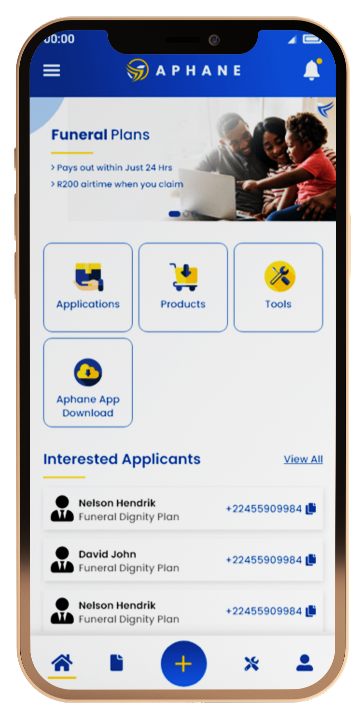 00:00
APHANE
Funeral Plans
› Pays out within Just 24 Hrs
› R200 airtime when you claim
Applications
Products
Tools
Aphane App
Download
Interested Applicants
View All
Nelson Hendrik
Funeral Dignity Plan
+22455909984
David John
Funeral Dignity Plan
+22455909984
Nelson Hendrik
Funeral Dignity Plan
+22455909984